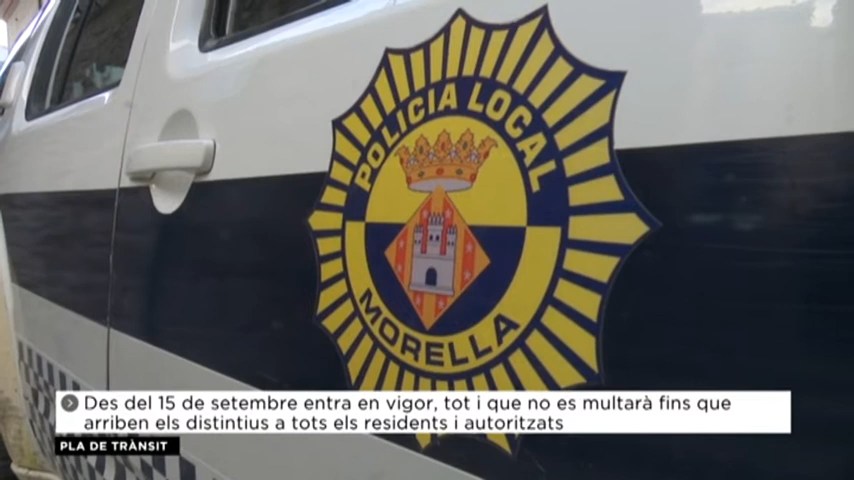 POLICIA LOCAL
MORELLA
Des del 15 de setembre entra en vigor, tot i que no es multarà fins que
arriben els distintius a tots els residents i autoritzats
PLA DE TRÀNSIT